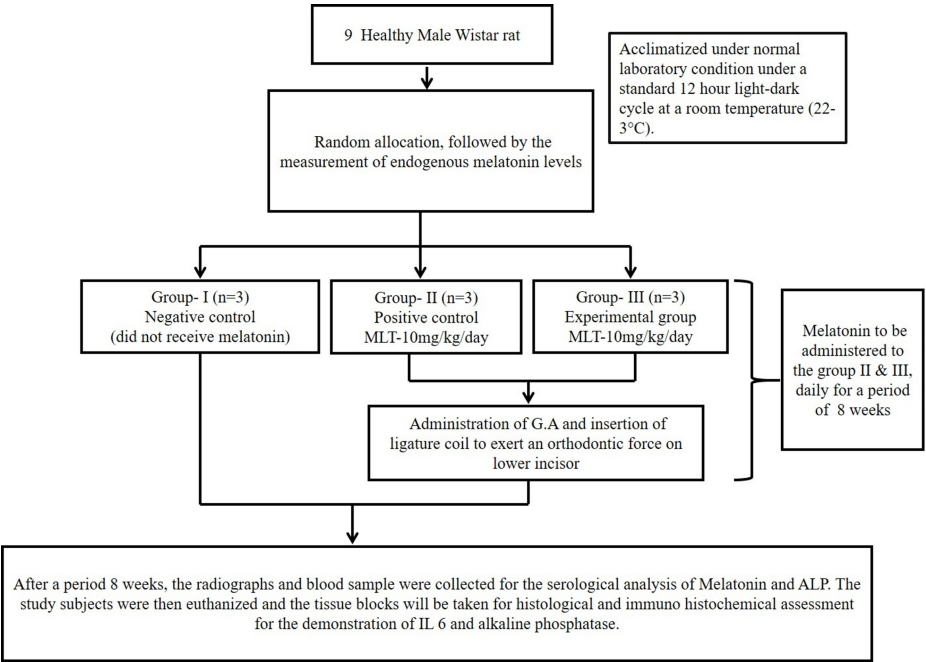 9 Healthy Male Wistar rat
Acclimatized under normal
laboratory condition under a
standard 12 hour light-dark
cycle at a room temperature (22-
3°C).
Random allocation, followed by the
measurement of endogenous melatonin levels
Group- I (n=3)
Negative control
(did not receive melatonin)
Group- II (n=3)
Positive control
MLT-10mg/kg/day
Group- III (n=3)
Experimental group
MLT-10mg/kg/day
Melatonin to be
administered to
the group II & III,
daily for a period
of 8 weeks
Administration of G.A and insertion of
ligature coil to exert an orthodontic force on
lower incisor
After a period 8 weeks, the radiographs and blood sample were collected for the serological analysis of Melatonin and ALP. The
study subjects were then euthanized and the tissue blocks will be taken for histological and immuno histochemical assessment
for the demonstration of IL 6 and alkaline phosphatase.